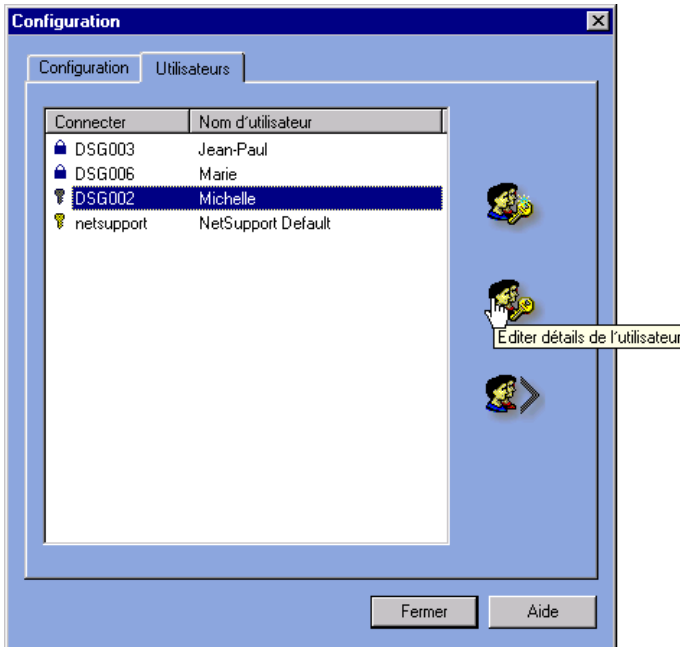 Configuration
Configuration Utilisateurs
Connecter Nom d'utilisateur
DSG003 Jean-Paul
DSG006 Marie
DSG002 Michelle
netsupport NetSupport Default
Editer détails de l'utilisateur
Fermer Aide